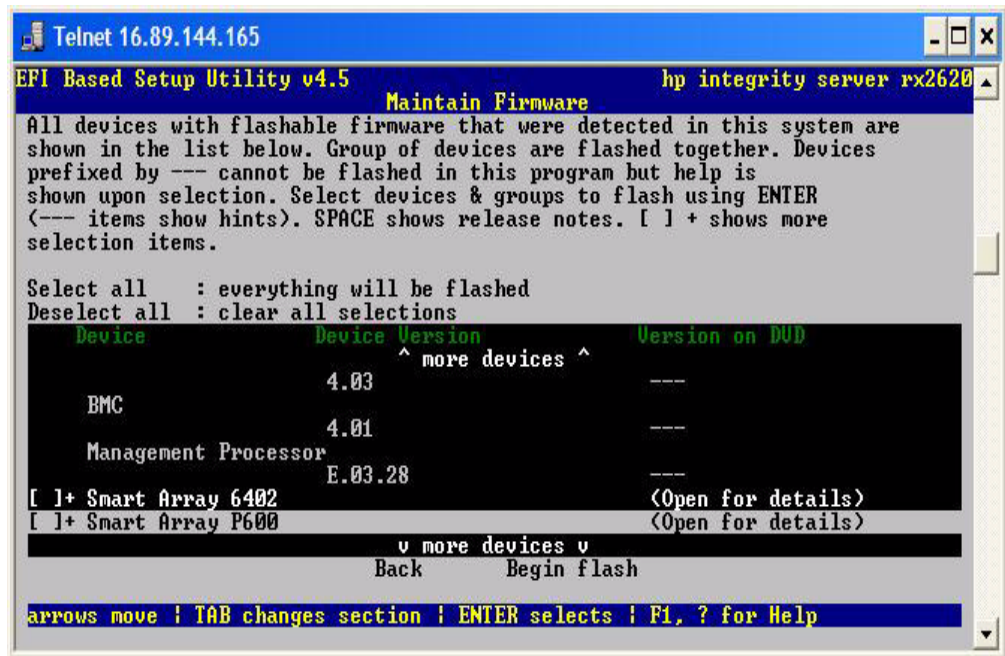 Telnet 16.89.144.165
EFI Based Setup Utility v4.5 hp integrity server rx2620
Maintain Firmware
All devices with flashable firmware that were detected in this system are
shown in the list below. Group of devices are flashed together. Devices
prefixed by --- cannot be flashed in this program but help is
shown upon selection. Select devices & groups to flash using ENTER
(--- items show hints). SPACE shows release notes. [ ] + shows more
selection items.
Select all : everything will be flashed
Deselect all : clear all selections
Device Device Version Version on DVD
^ more devices ^
4.03 ---
BMC
4.01 ---
Management Processor
E.03.28 ---
[ ]+ Smart Array 6402 (Open for details)
[ ]+ Smart Array P600 (Open for details)
v more devices v
Back Begin flash
arrows move ¦ TAB changes section ¦ ENTER selects ¦ F1, ? for Help